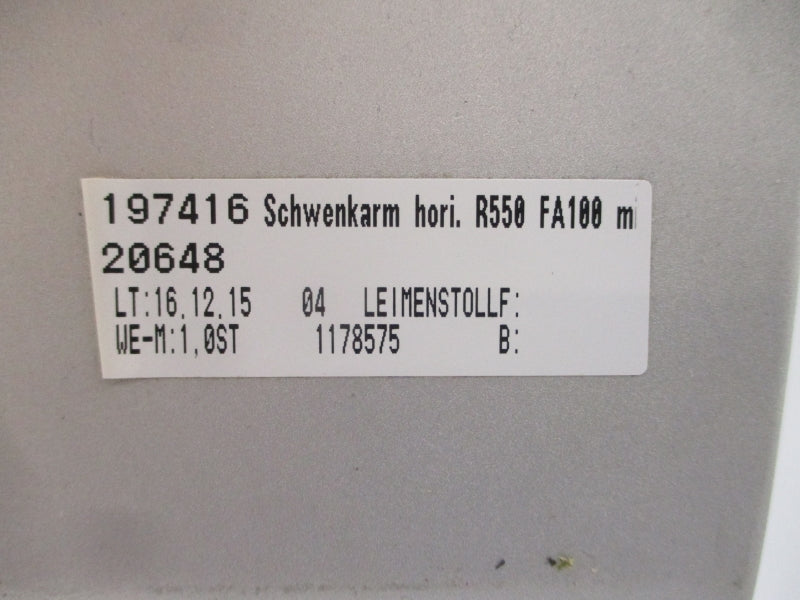 197416 Schwenkarm hori. R550 FA100 m
20648
LT:16.12.15 04 LEIMENSTOLLF:
WE-M:1,0ST 1178575 B: